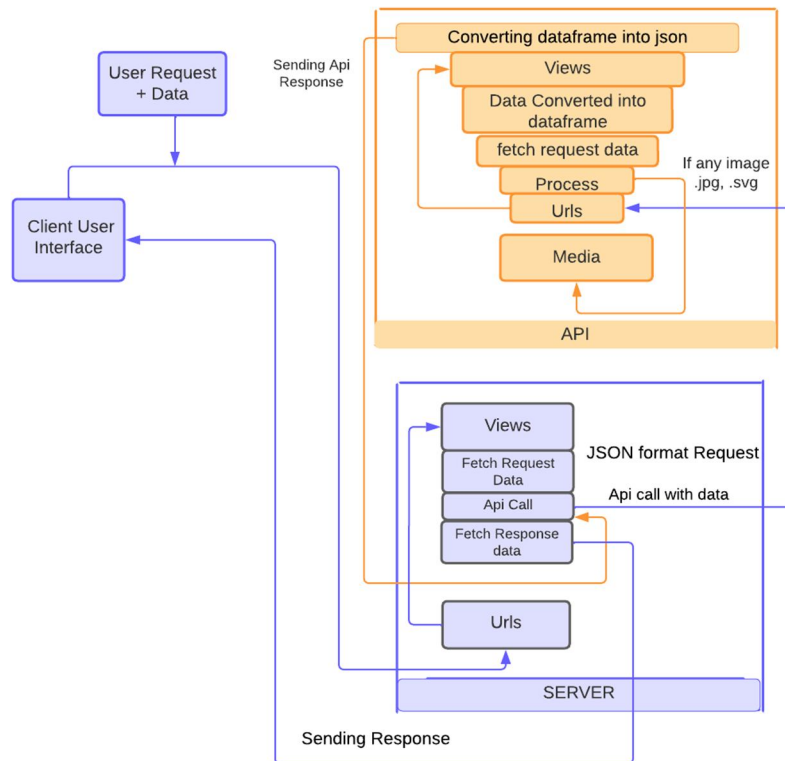 Converting dataframe into json
Sending Api
Response
Views
User Request
+ Data
Data Converted into
dataframe
fetch request data
If any image
.jpg, .svg
Process
Urls
Client User
Interface
Media
API
Views
JSON format Request
Fetch Request
Data
Api call with data
Api Call
Fetch Response
data
Urls
SERVER
Sending Response